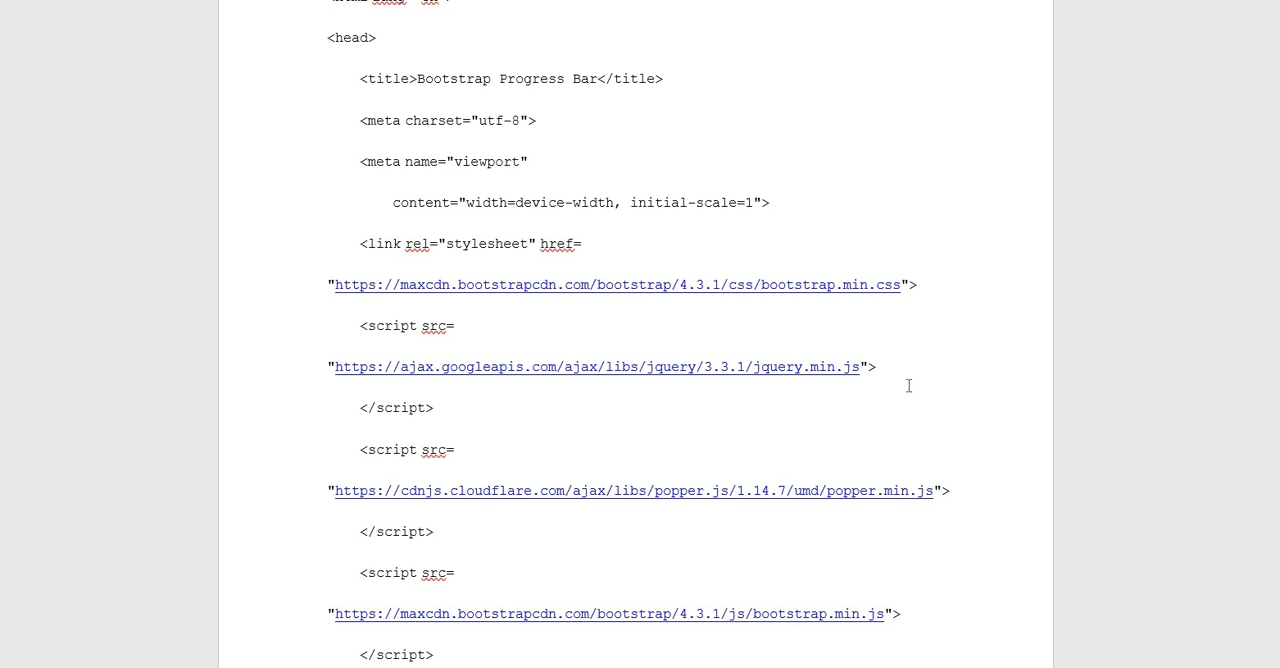 <head>
<title>Bootstrap Progress Bar</title>
<meta charset="utf-8">
<meta name="viewport"
content="width=device-width, initial-scale=1">
<link rel="stylesheet" href=
"https://maxcdn.bootstrapcdn.com/bootstrap/4.3.1/css/bootstrap.min.css">
<script src=
"https://ajax.googleapis.com/ajax/libs/jquery/3.3.1/jquery.min.js">
</script>
<script src=
"https://cdnjs.cloudflare.com/ajax/libs/popper.js/1.14.7/umd/popper.min.js">
</script>
<script src=
"https://maxcdn.bootstrapcdn.com/bootstrap/4.3.1/js/bootstrap.min.js">
</script>